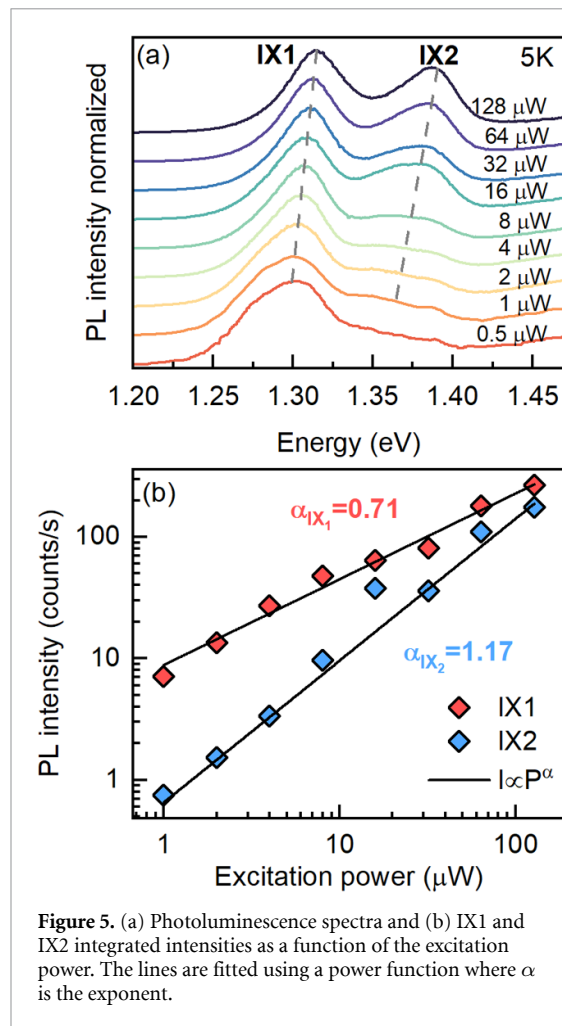 (a) IX1 IX2 5K
128 μW
64 μW
32 μW
16 μW
8 μW
4 μW
2 μW
1 μW
0.5 μW
PL intensity normalized
1.20 1.25 1.30 1.35 1.40 1.45
Energy (eV)
(b)
α_IX₁=0.71
α_IX₂=1.17
IX1
IX2
I∝P^α
PL intensity (counts/s)
100
10
1
1 10 100
Excitation power (μW)
Figure 5. (a) Photoluminescence spectra and (b) IX1 and
IX2 integrated intensities as a function of the excitation
power. The lines are fitted using a power function where α
is the exponent.